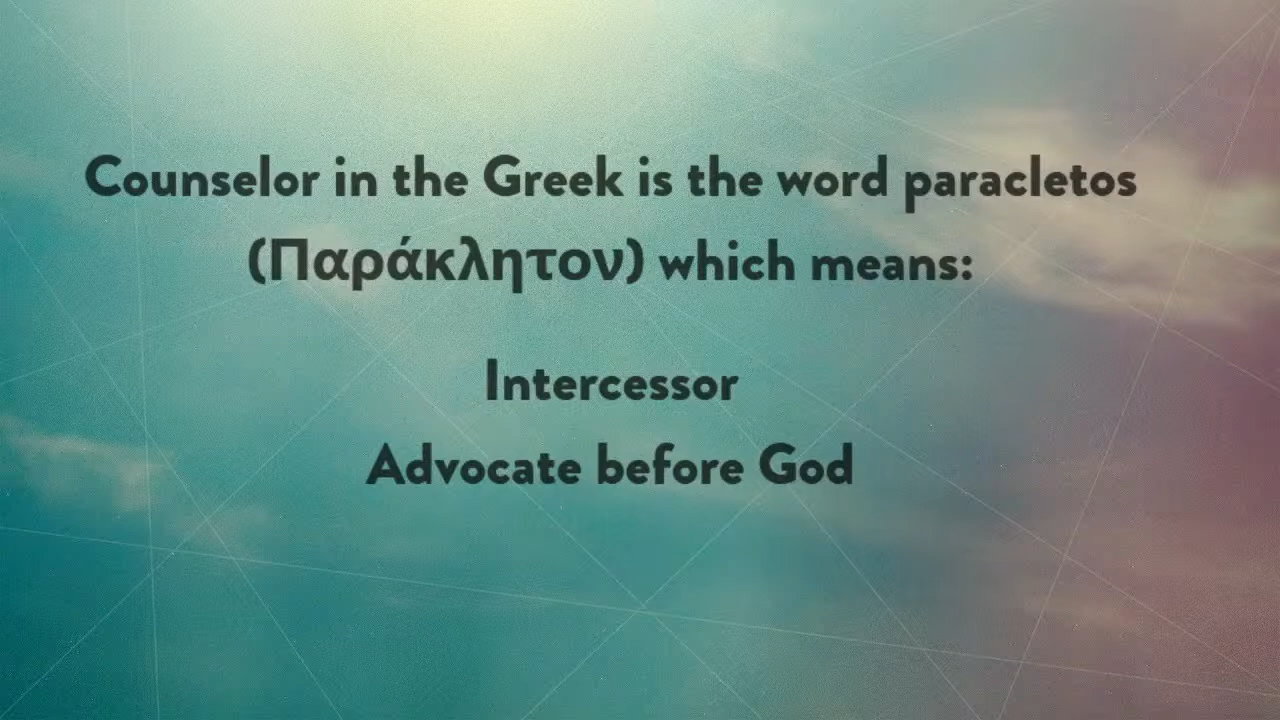 Counselor in the Greek is the word paracletos
(Παράκλητον) which means:
Intercessor
Advocate before God